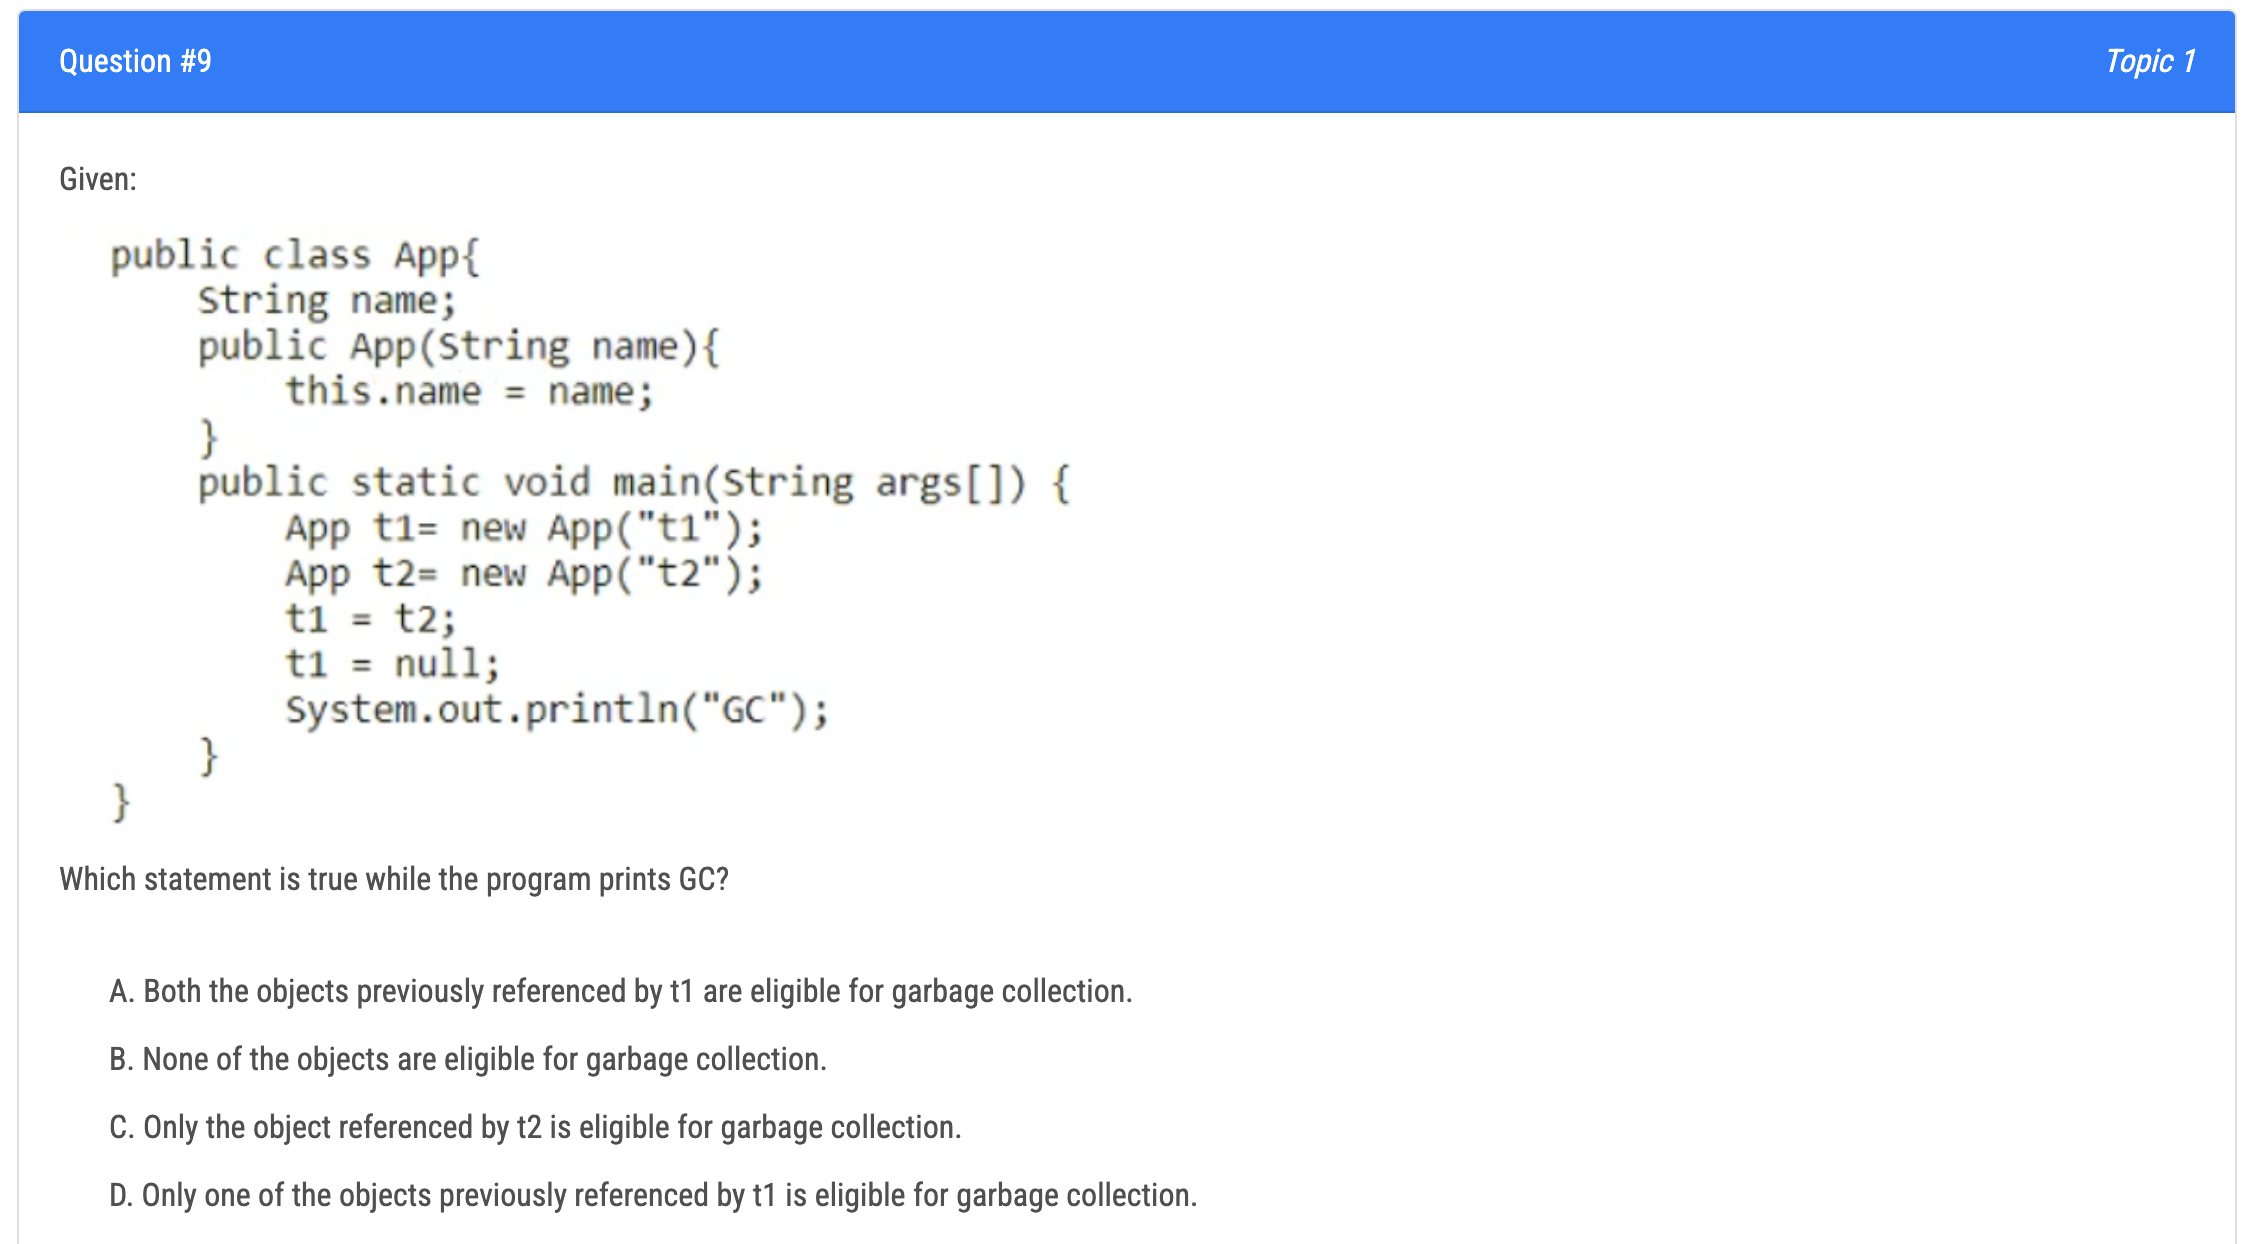 Question #9
Topic 1
Given:
public class App{
String name;
public App(String name){
this.name = name;
}
public static void main(String args[]) {
App t1= new App("t1");
App t2= new App("t2");
t1 = t2;
t1 = null;
System.out.println("GC");
}
}
Which statement is true while the program prints GC?
A. Both the objects previously referenced by t1 are eligible for garbage collection.
B. None of the objects are eligible for garbage collection.
C. Only the object referenced by t2 is eligible for garbage collection.
D. Only one of the objects previously referenced by t1 is eligible for garbage collection.